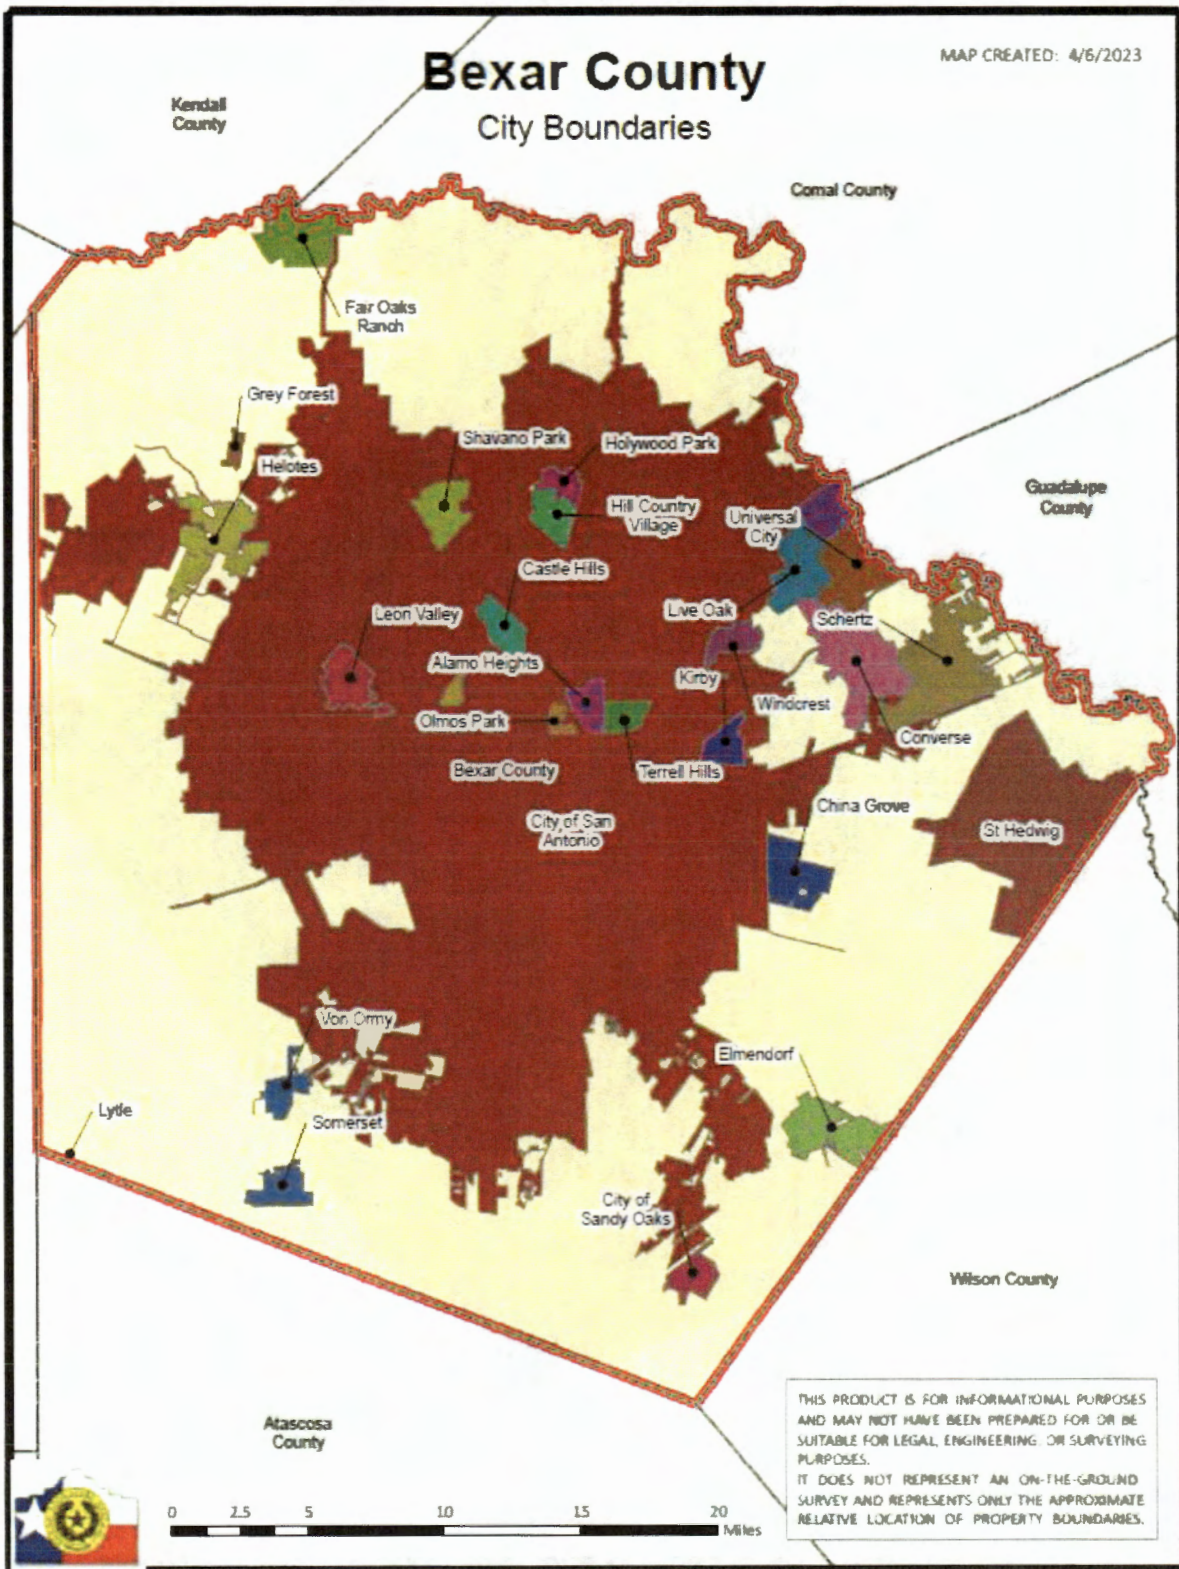 Bexar County
City Boundaries
MAP CREATED: 4/6/2023
Kendall
County
Comal County
Fair Oaks
Ranch
Grey Forest
Shavano Park
Holywood Park
Helotes
Guadalupe
County
Hill Country
Village
Universal
City
Castle Hills
Leon Valley
Live Oak
Schertz
Alamo Heights
Kirby
Windcrest
Olmos Park
Converse
Bexar County
Terrell Hills
China Grove
City of San
Antonio
St Hedwig
Von Ormy
Elmendorf
Lytle
Somerset
City of
Sandy Oaks
Wilson County
Atascosa
County
THIS PRODUCT IS FOR INFORMATIONAL PURPOSES
AND MAY NOT HAVE BEEN PREPARED FOR OR BE
SUITABLE FOR LEGAL, ENGINEERING, OR SURVEYING
PURPOSES.
IT DOES NOT REPRESENT AN ON-THE-GROUND
SURVEY AND REPRESENTS ONLY THE APPROXIMATE
RELATIVE LOCATION OF PROPERTY BOUNDARIES.
0 2.5 5 10 15 20
Miles